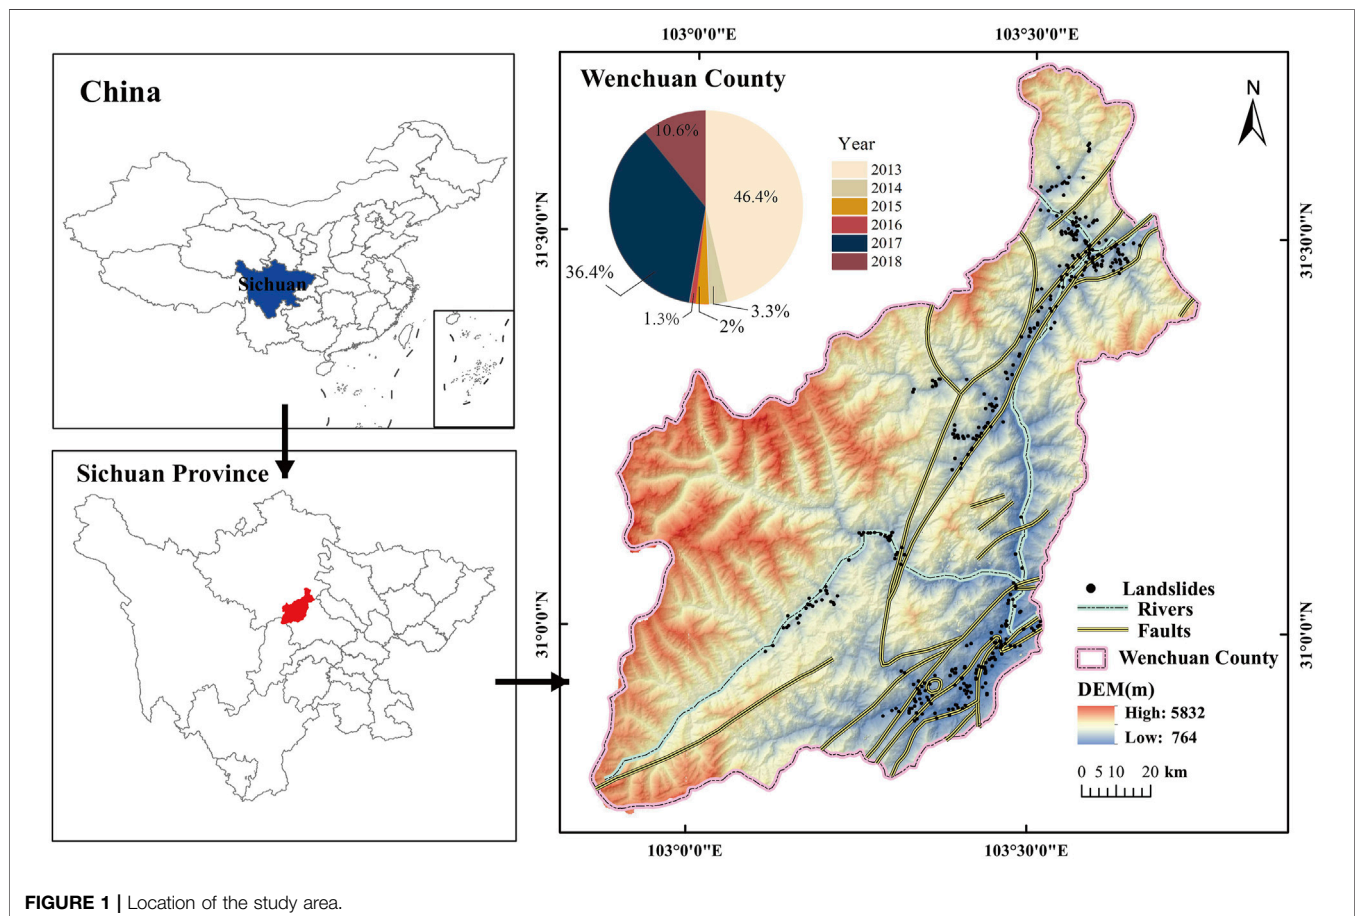 China
Sichuan
Sichuan Province
103°0'0"E
103°30'0"E
Wenchuan County
N
10.6%
46.4%
36.4%
1.3%
2%
3.3%
Year
2013
2014
2015
2016
2017
2018
31°30'0"N
31°30'0"N
31°0'0"N
31°0'0"N
Landslides
Rivers
Faults
Wenchuan County
DEM(m)
High: 5832
Low: 764
0 5 10 20 km
103°0'0"E
103°30'0"E
FIGURE 1 | Location of the study area.